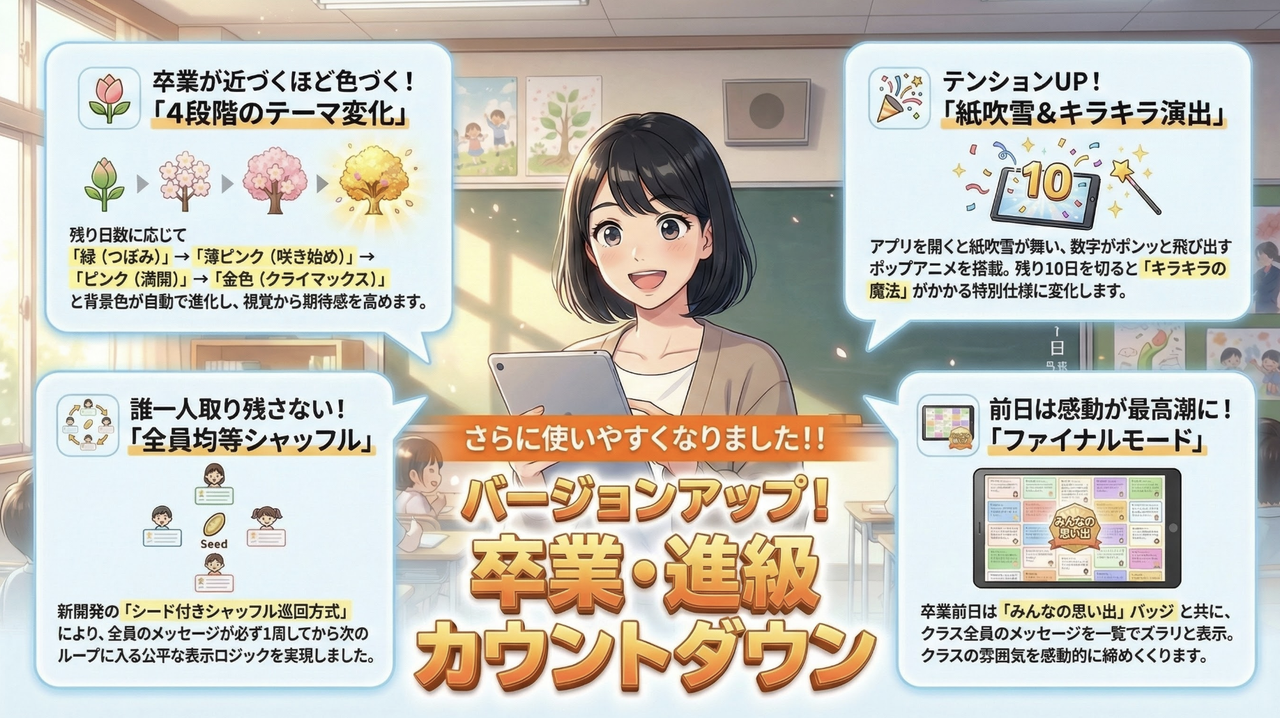 卒業が近づくほど色づく！
「4段階のテーマ変化」
残り日数に応じて
「緑（つぼみ）」→「薄ピンク（咲き始め）」→
「ピンク（満開）」→「金色（クライマックス）」
と背景色が自動で進化し、視覚から期待感を高めます。
テンションUP！
「紙吹雪＆キラキラ演出」
10
アプリを開くと紙吹雪が舞い、数字がポンッと飛び出す
ポップアニメを搭載。残り10日を切ると「キラキラの
魔法」がかかる特別仕様に変化します。
日
誰一人取り残さない！
「全員均等シャッフル」
Seed
新開発の「シード付きシャッフル巡回方式」
により、全員のメッセージが必ず1周してから次の
ループに入る公平な表示ロジックを実現しました。
さらに使いやすくなりました!!
バージョンアップ！
卒業・進級
カウントダウン
前日は感動が最高潮に！
「ファイナルモード」
みんなの
思い出
卒業前日は「みんなの思い出」バッジと共に、
クラス全員のメッセージを一覧でズラリと表示。
クラスの雰囲気を感動的に締めくくります。